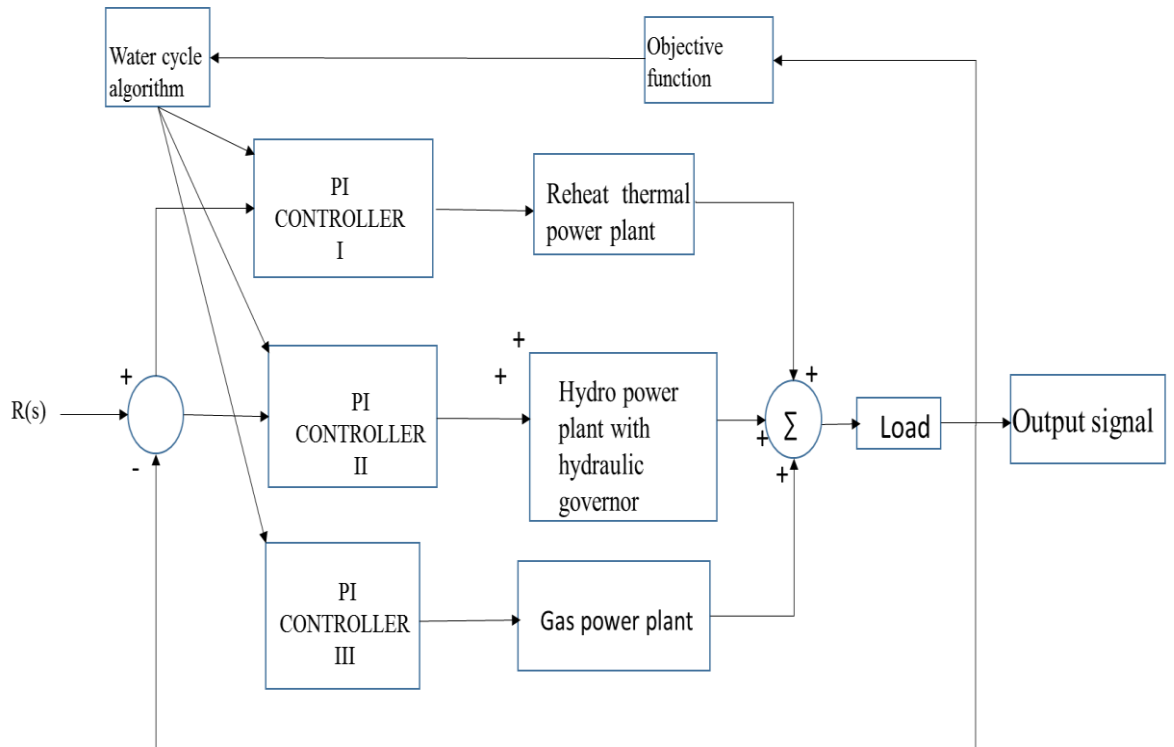 Water cycle
algorithm
Objective
function
PI
CONTROLLER
I
Reheat thermal
power plant
+
+
+
+
R(s)
-
PI
CONTROLLER
II
Hydro power
plant with
hydraulic
governor
+
Σ
+
Load
Output signal
PI
CONTROLLER
III
Gas power plant